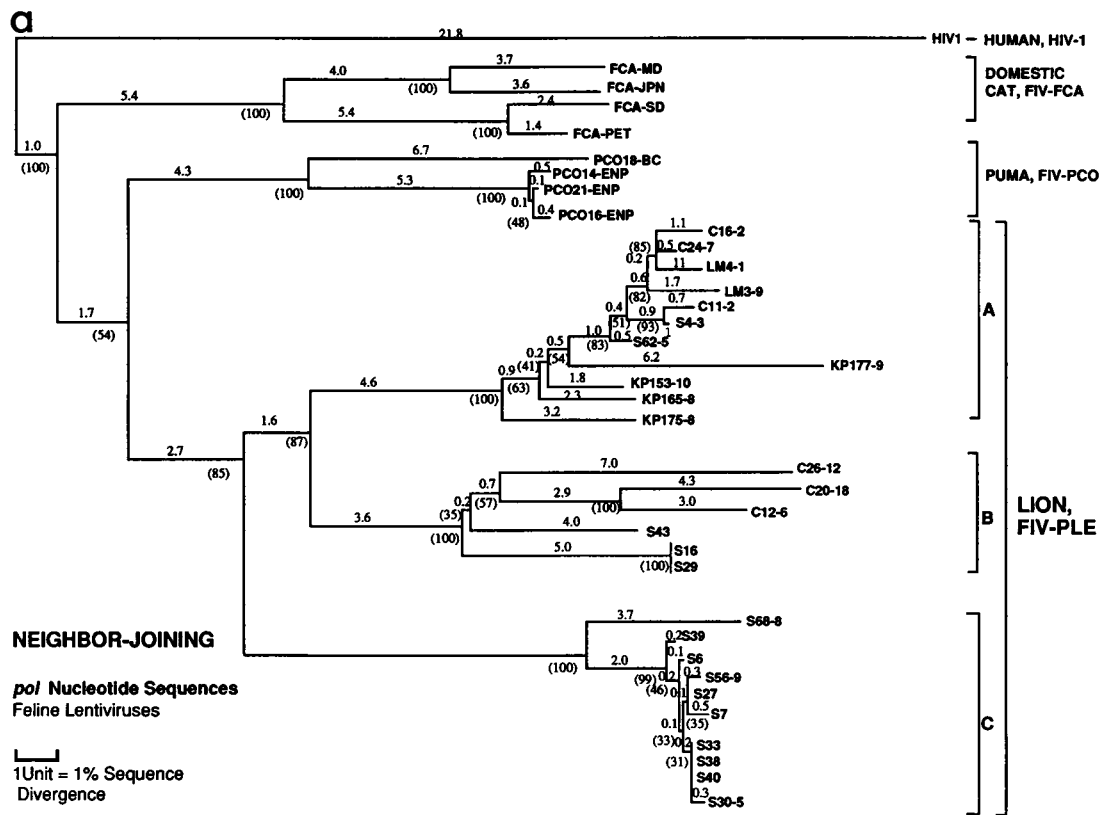 a
21.8
HIV1 – HUMAN, HIV-1
3.7
FCA-MD
4.0
(100)
3.6
FCA-JPN
5.4
(100)
2.4
FCA-SD
5.4
(100)
1.4
FCA-PET
DOMESTIC
CAT, FIV-FCA
1.0
(100)
6.7
PCO18-BC
4.3
(100)
0.5
PCO14-ENP
5.3
(100)
0.1
PCO21-ENP
0.1
(48)
0.4
PCO16-ENP
PUMA, FIV-PCO
1.7
(54)
1.1
C16-2
(85)
0.5
C24-7
0.2
11
LM4-1
0.6
(82)
1.7
LM3-9
0.7
C11-2
0.4
(51)
0.9
(93)
S4-3
1
1.0
(83)
0.5
S62-5
0.5
(54)
6.2
KP177-9
0.2
(41)
1.8
KP153-10
0.9
(63)
2.3
KP165-8
4.6
(100)
3.2
KP175-8
A
1.6
(87)
2.7
(85)
7.0
C26-12
0.7
(57)
4.3
C20-18
2.9
(100)
3.0
C12-6
0.2
(35)
4.0
S43
3.6
(100)
5.0
(100)
S16
S29
B
LION,
FIV-PLE
3.7
S68-8
(100)
0.2
S39
2.0
(99)
0.1
S6
0.2
(46)
0.3
S56-9
0.1
S27
0.5
S7
(35)
0.1
(33)
0.2
S33
(31)
S38
S40
0.3
S30-5
C
NEIGHBOR-JOINING
pol Nucleotide Sequences
Feline Lentiviruses
1Unit = 1% Sequence
Divergence